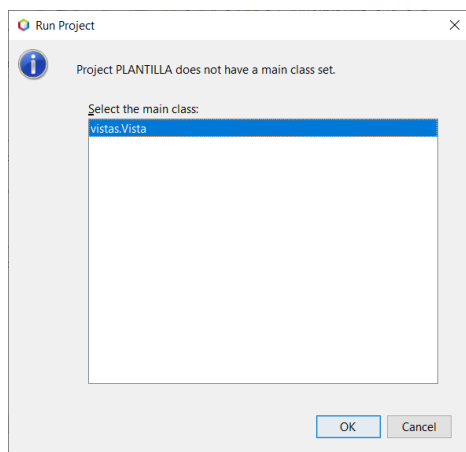 Run Project
Project PLANTILLA does not have a main class set.
Select the main class:
vistas.Vista
OK
Cancel